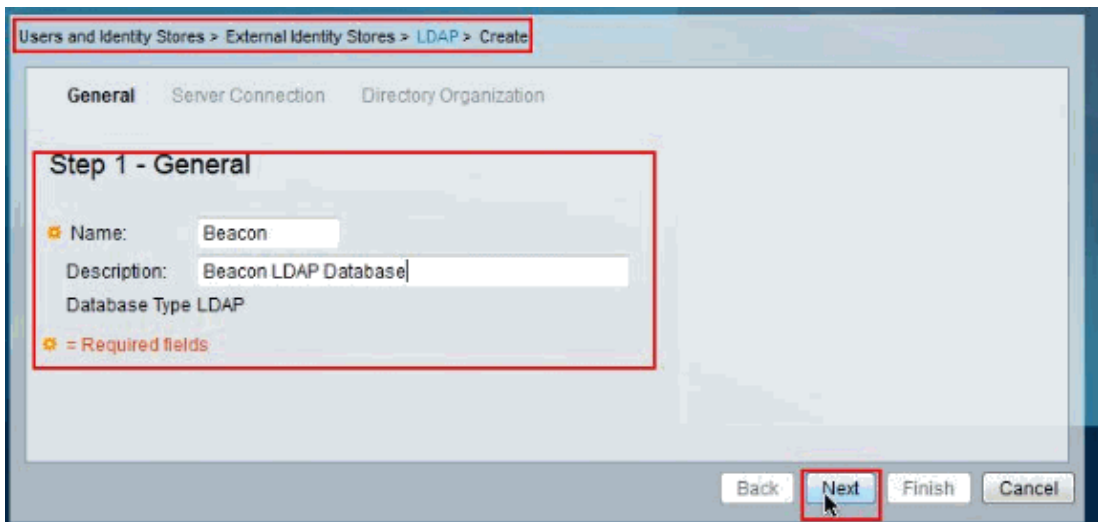 Users and Identity Stores > External Identity Stores > LDAP > Create
General Server Connection Directory Organization
Step 1 - General
Name: Beacon
Description: Beacon LDAP Database
Database Type LDAP
= Required fields
Back Next Finish Cancel